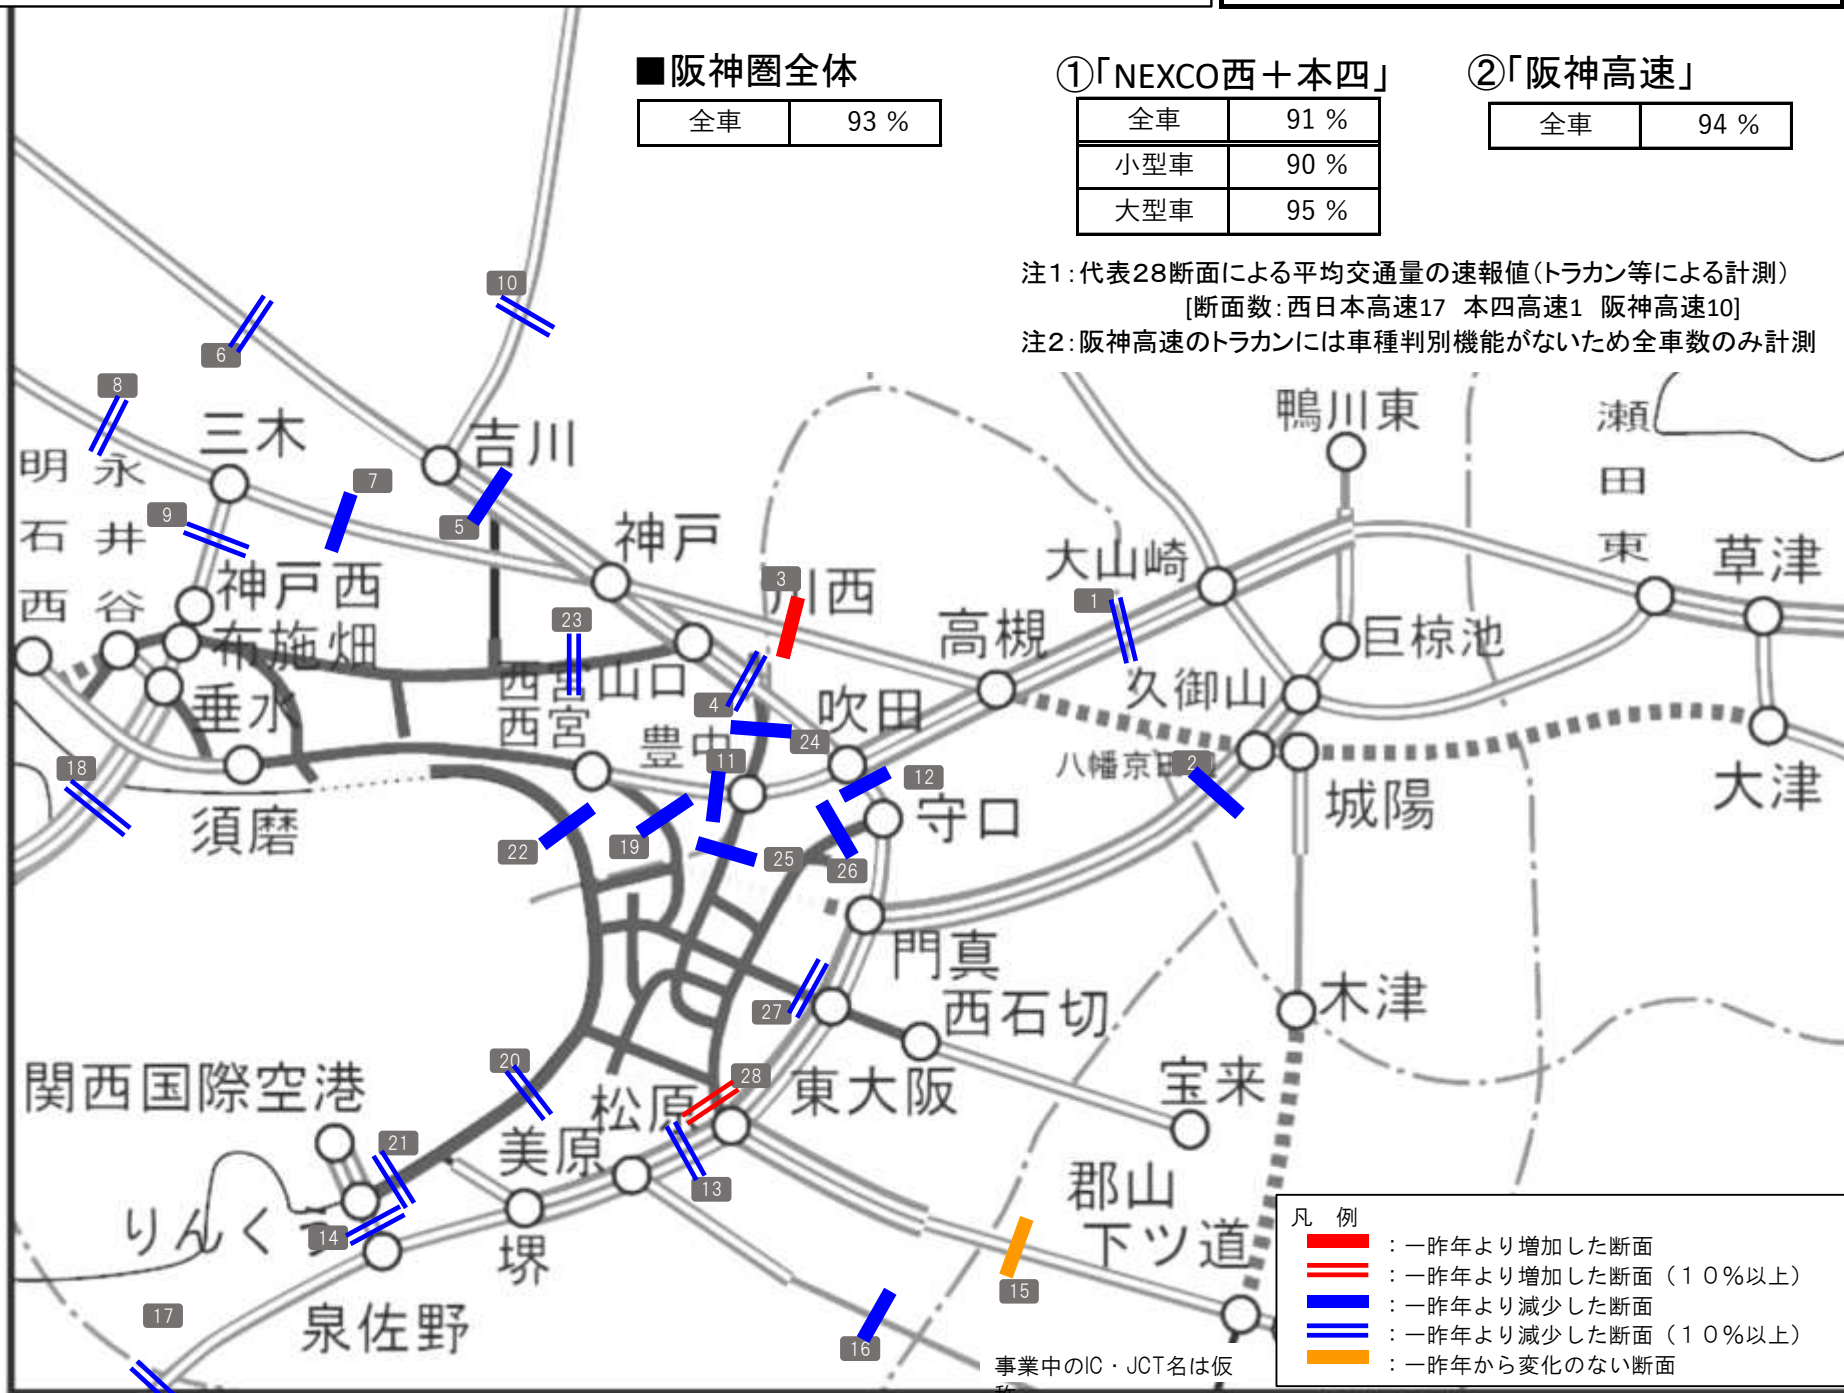 ■阪神圏全体
全車 93 %
①「NEXCO西＋本四」
全車 91 %
小型車 90 %
大型車 95 %
②「阪神高速」
全車 94 %
注1：代表28断面による平均交通量の速報値（トラカン等による計測）
[断面数：西日本高速17 本四高速1 阪神高速10]
注2：阪神高速のトラカンには車種判別機能がないため全車数のみ計測
10
6
8
三木
吉川
鴨川東
瀬田東
明石西
永井谷
7
9
5
神戸
大山崎
草津
神戸西
3
川西
1
布施畑
23
高槻
巨椋池
西宮山口
久御山
垂水
4
吹田
西宮
豊中
24
11
八幡京田
2
18
12
大津
須磨
守口
城陽
22
19
25
26
門真
27
西石切
木津
関西国際空港
20
28
松原
東大阪
宝来
21
美原
13
郡山
りんくう
14
堺
下ツ道
15
17
泉佐野
16
事業中のIC・JCT名は仮
称
凡 例
：一昨年より増加した断面
：一昨年より増加した断面（１０％以上）
：一昨年より減少した断面
：一昨年より減少した断面（１０％以上）
：一昨年から変化のない断面